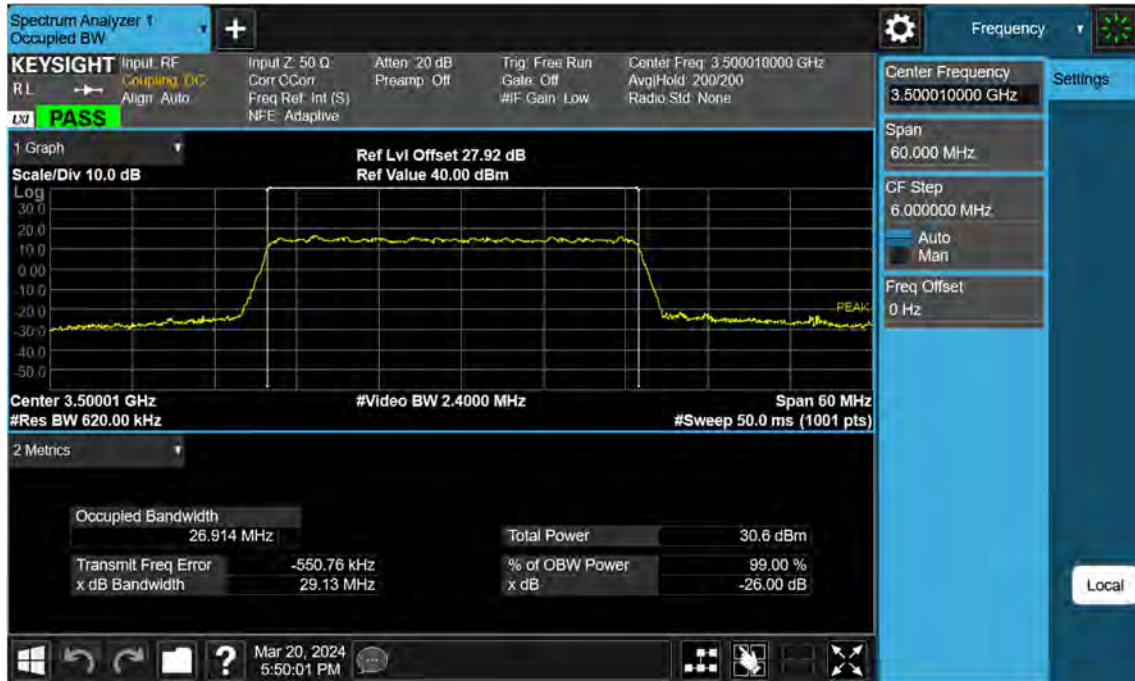 Spectrum Analyzer 1
Occupied BW
+
Frequency
KEYSIGHT
R L
LXI
PASS
Input: RF
Coupling: DC
Align: Auto
Input Z: 50 Ω
Corr CCorr
Freq Ref: Int (S)
NFE: Adaptive
Atten: 20 dB
Preamp: Off
Trig: Free Run
Gate: Off
#IF Gain: Low
Center Freq: 3.500010000 GHz
Avg|Hold: 200/200
Radio Std: None
Center Frequency
3.500010000 GHz
Settings
Span
60.000 MHz
CF Step
6.000000 MHz
Auto
Man
Freq Offset
0 Hz
1 Graph
Scale/Div 10.0 dB
Ref Lvl Offset 27.92 dB
Ref Value 40.00 dBm
Log
30.0
20.0
10.0
0.00
-10.0
-20.0
-30.0
-40.0
-50.0
PEAK
Center 3.50001 GHz
#Video BW 2.4000 MHz
Span 60 MHz
#Res BW 620.00 kHz
#Sweep 50.0 ms (1001 pts)
2 Metrics
Occupied Bandwidth
26.914 MHz
Total Power 30.6 dBm
Transmit Freq Error -550.76 kHz
% of OBW Power 99.00 %
x dB Bandwidth 29.13 MHz
x dB -26.00 dB
Local
?
Mar 20, 2024
5:50:01 PM